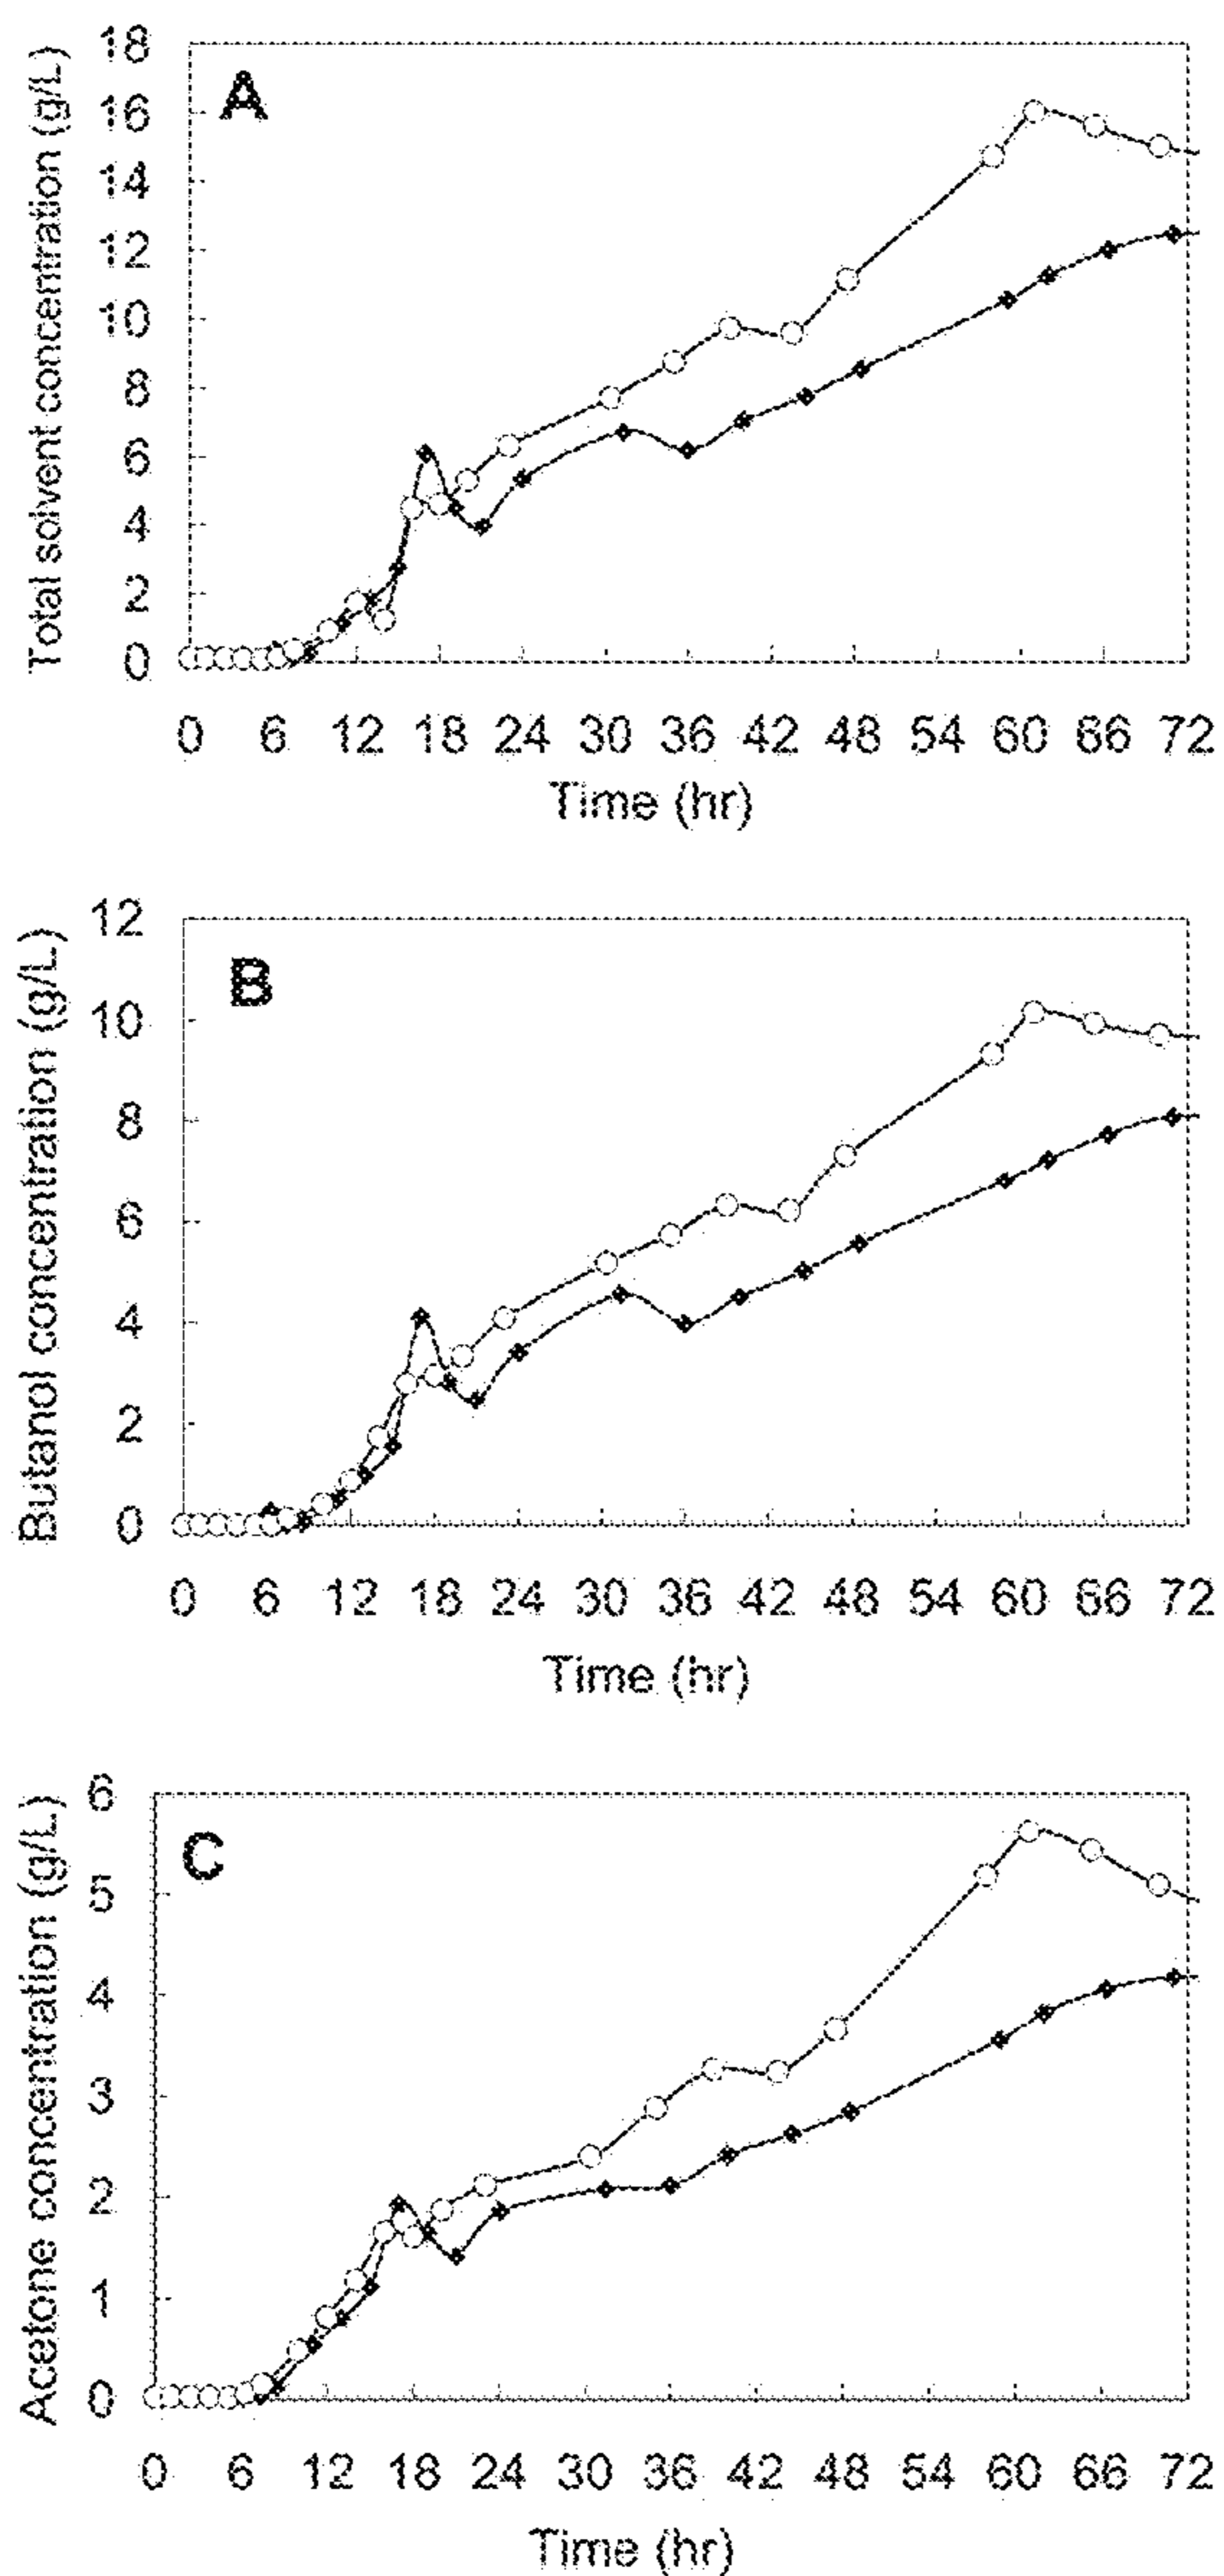 Total solvent concentration (g/L)
A
18
16
14
12
10
8
6
4
2
0
0 6 12 18 24 30 36 42 48 54 60 66 72
Time (hr)
Butanol concentration (g/L)
B
12
10
8
6
4
2
0
0 6 12 18 24 30 36 42 48 54 60 66 72
Time (hr)
Acetone concentration (g/L)
C
6
5
4
3
2
1
0
0 6 12 18 24 30 36 42 48 54 60 66 72
Time (hr)